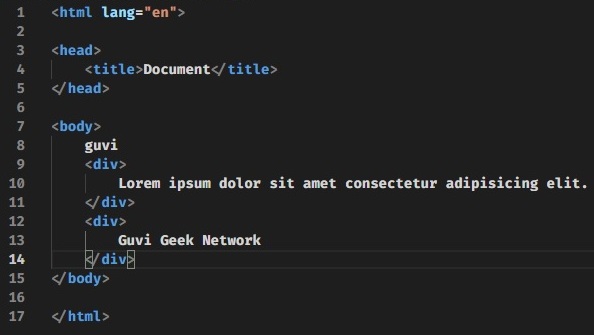 1 <html lang="en">
2
3 <head>
4 <title>Document</title>
5 </head>
6
7 <body>
8 guvi
9 <div>
10 Lorem ipsum dolor sit amet consectetur adipisicing elit.
11 </div>
12 <div>
13 Guvi Geek Network
14 </div>
15 </body>
16
17 </html>